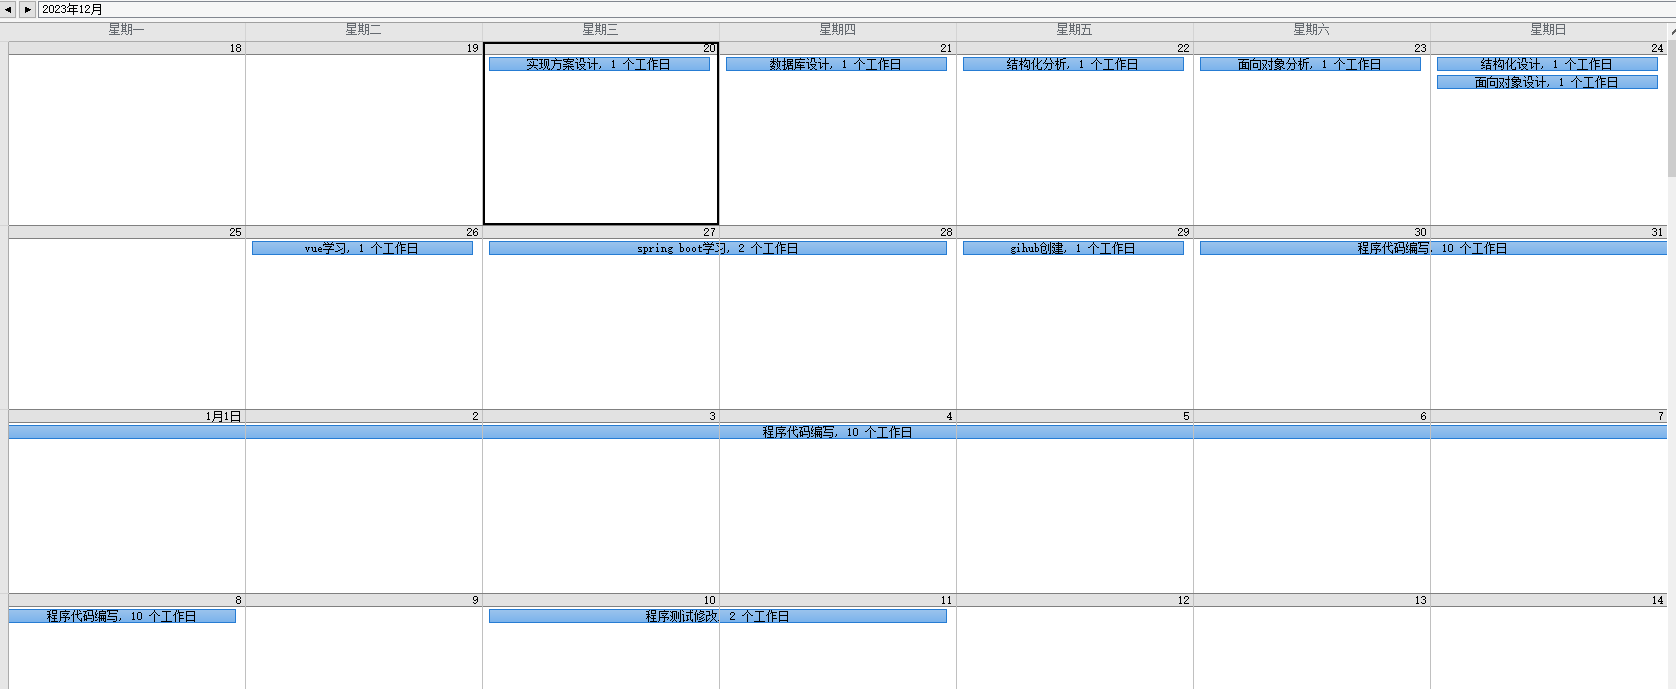 2023年12月
星期一 星期二 星期三 星期四 星期五 星期六 星期日
18 19 20 21 22 23 24
实现方案设计, 1 个工作日 数据库设计, 1 个工作日 结构化分析, 1 个工作日 面向对象分析, 1 个工作日 结构化设计, 1 个工作日
面向对象设计, 1 个工作日
25 26 27 28 29 30 31
vue学习, 1 个工作日 spring boot学习, 2 个工作日 gihub创建, 1 个工作日 程序代码编写, 10 个工作日
1月1日 2 3 4 5 6 7
程序代码编写, 10 个工作日
8 9 10 11 12 13 14
程序代码编写, 10 个工作日 程序测试修改, 2 个工作日